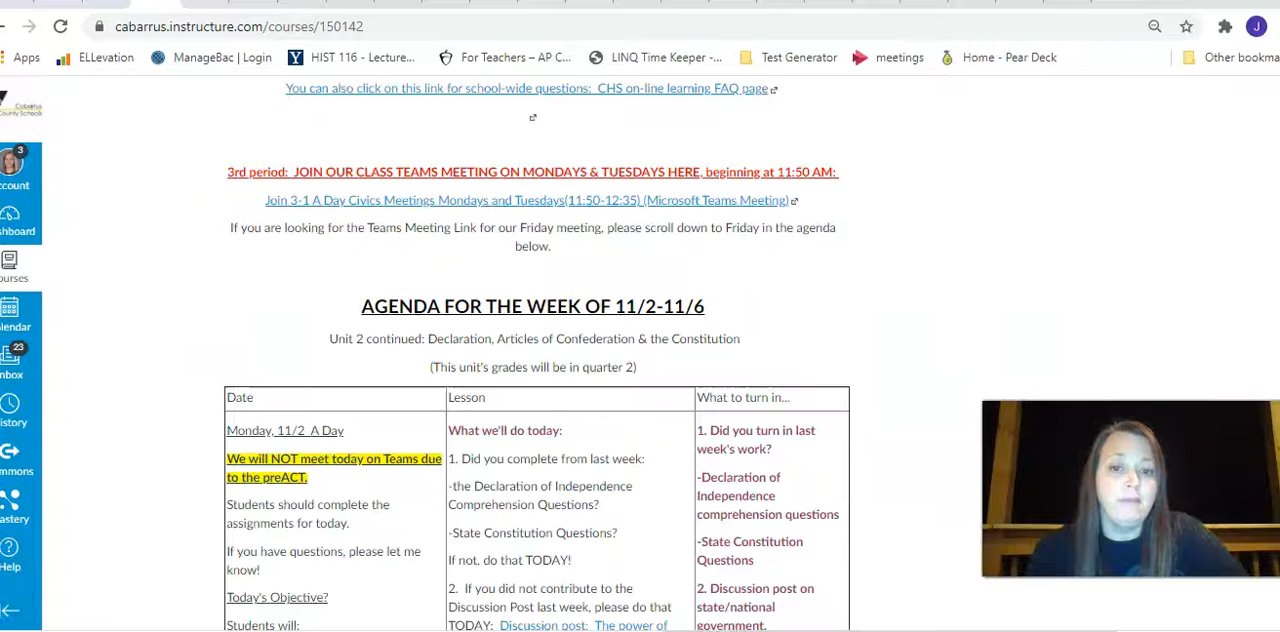 cabarrus.instructure.com/courses/150142
J
Apps
ELLevation
ManageBac | Login
Y HIST 116 - Lecture...
For Teachers – AP C...
LINQ Time Keeper -...
Test Generator
meetings
Home - Pear Deck
Other bookma
Cabarrus
County Schools
3
ccount
shboard
ourses
lendar
23
nbox
istory
mmons
astery
Help
You can also click on this link for school-wide questions: CHS on-line learning FAQ page
3rd period: JOIN OUR CLASS TEAMS MEETING ON MONDAYS & TUESDAYS HERE, beginning at 11:50 AM:
Join 3-1 A Day Civics Meetings Mondays and Tuesdays(11:50-12:35) (Microsoft Teams Meeting)
If you are looking for the Teams Meeting Link for our Friday meeting, please scroll down to Friday in the agenda
below.
AGENDA FOR THE WEEK OF 11/2-11/6
Unit 2 continued: Declaration, Articles of Confederation & the Constitution
(This unit's grades will be in quarter 2)
Date
Lesson
What to turn in...
Monday, 11/2 A Day
We will NOT meet today on Teams due
to the preACT.
Students should complete the
assignments for today.
If you have questions, please let me
know!
Today's Objective?
Students will:
What we'll do today:
1. Did you complete from last week:
-the Declaration of Independence
Comprehension Questions?
-State Constitution Questions?
If not, do that TODAY!
2. If you did not contribute to the
Discussion Post last week, please do that
TODAY: Discussion post: The power of
1. Did you turn in last
week's work?
-Declaration of
Independence
comprehension questions
-State Constitution
Questions
2. Discussion post on
state/national
government.